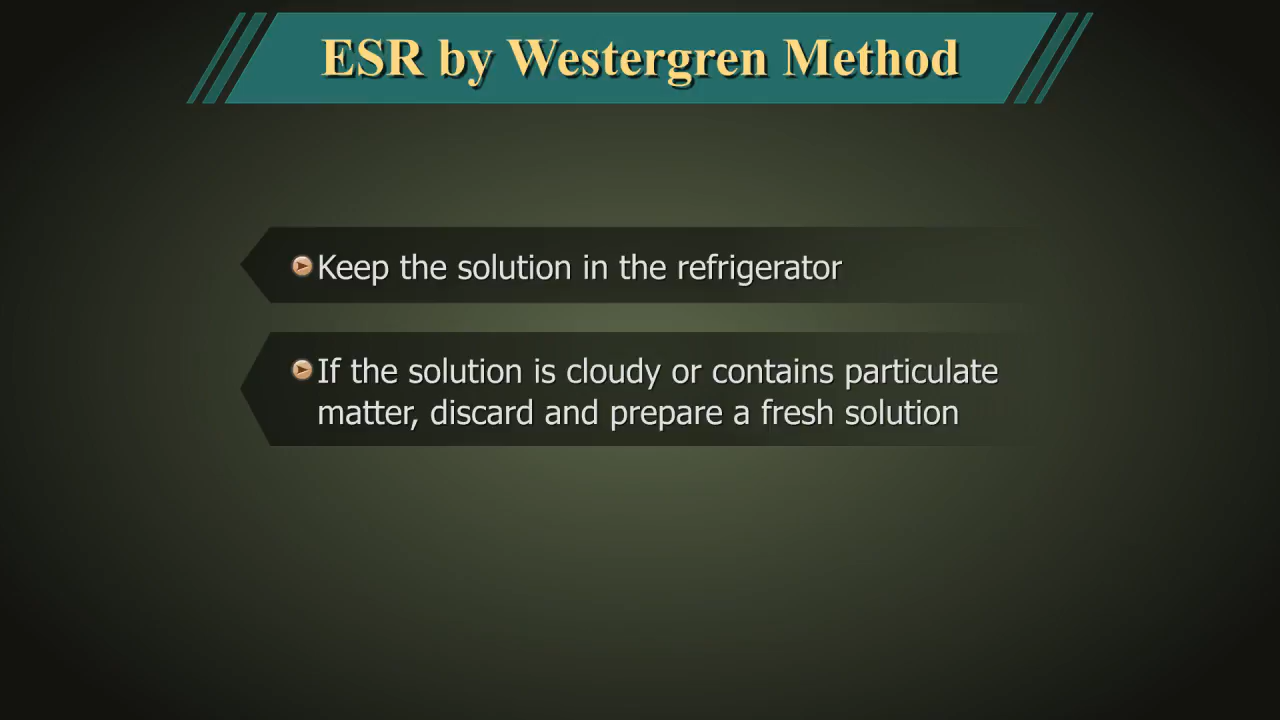 ESR by Westergren Method
Keep the solution in the refrigerator
If the solution is cloudy or contains particulate
matter, discard and prepare a fresh solution